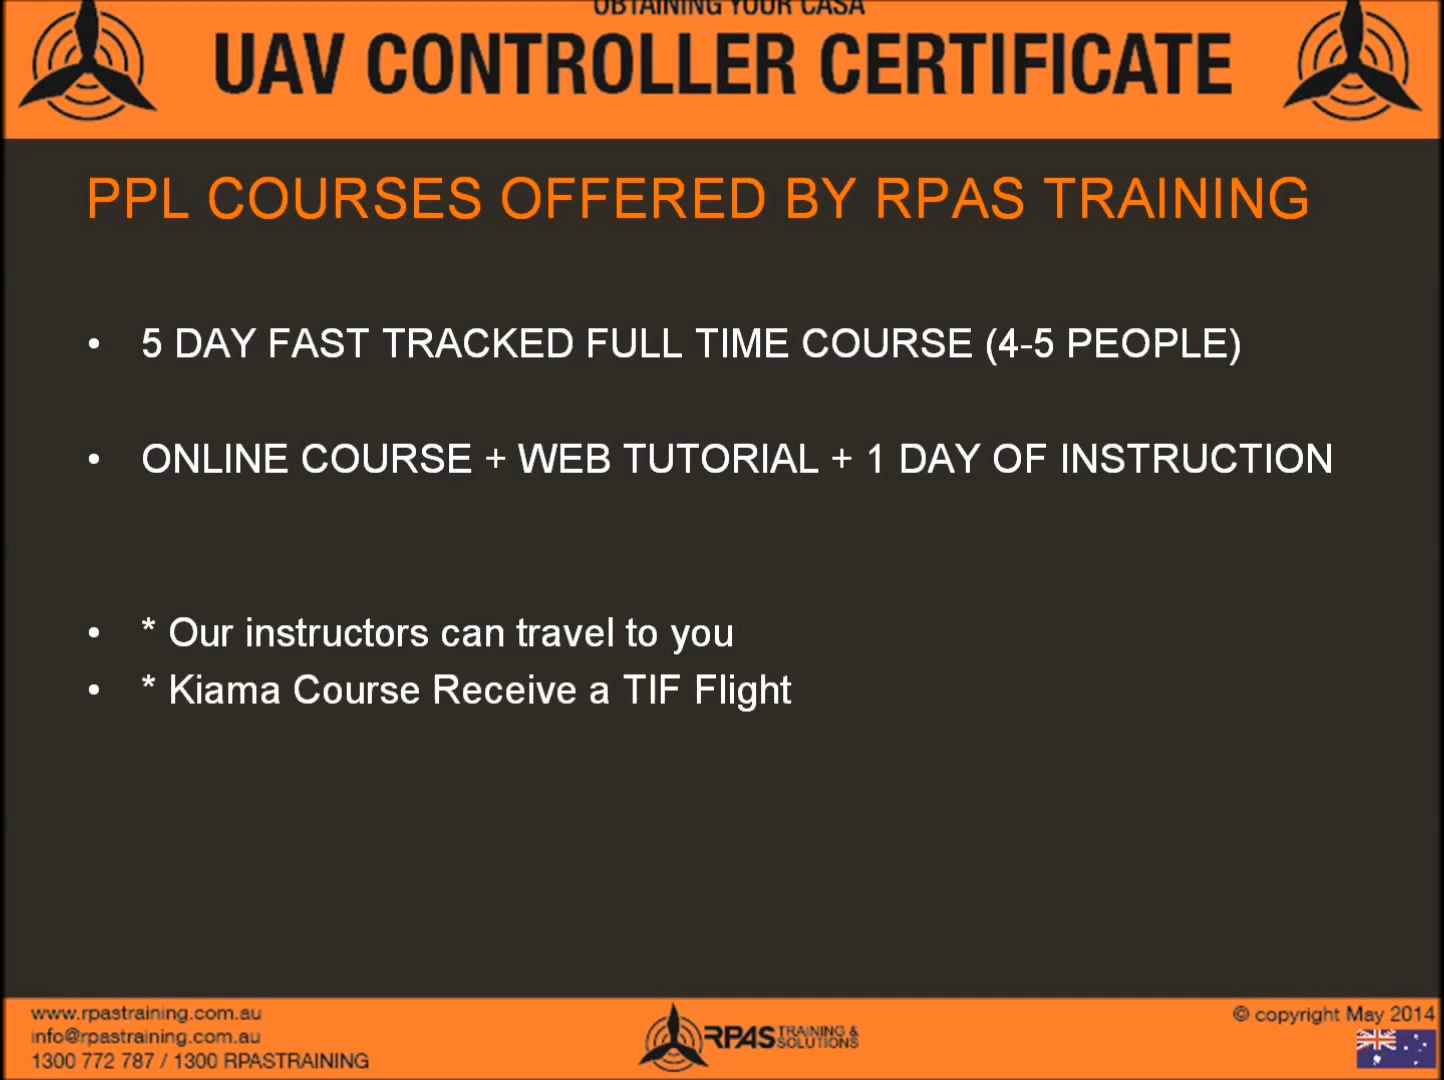 OBTAINING YOUR CASA
UAV CONTROLLER CERTIFICATE
PPL COURSES OFFERED BY RPAS TRAINING
• 5 DAY FAST TRACKED FULL TIME COURSE (4-5 PEOPLE)
• ONLINE COURSE + WEB TUTORIAL + 1 DAY OF INSTRUCTION
• * Our instructors can travel to you
• * Kiama Course Receive a TIF Flight
www.rpastraining.com.au
info@rpastraining.com.au
1300 772 787 / 1300 RPASTRAINING
RPAS TRAINING & SOLUTIONS
© copyright May 2014